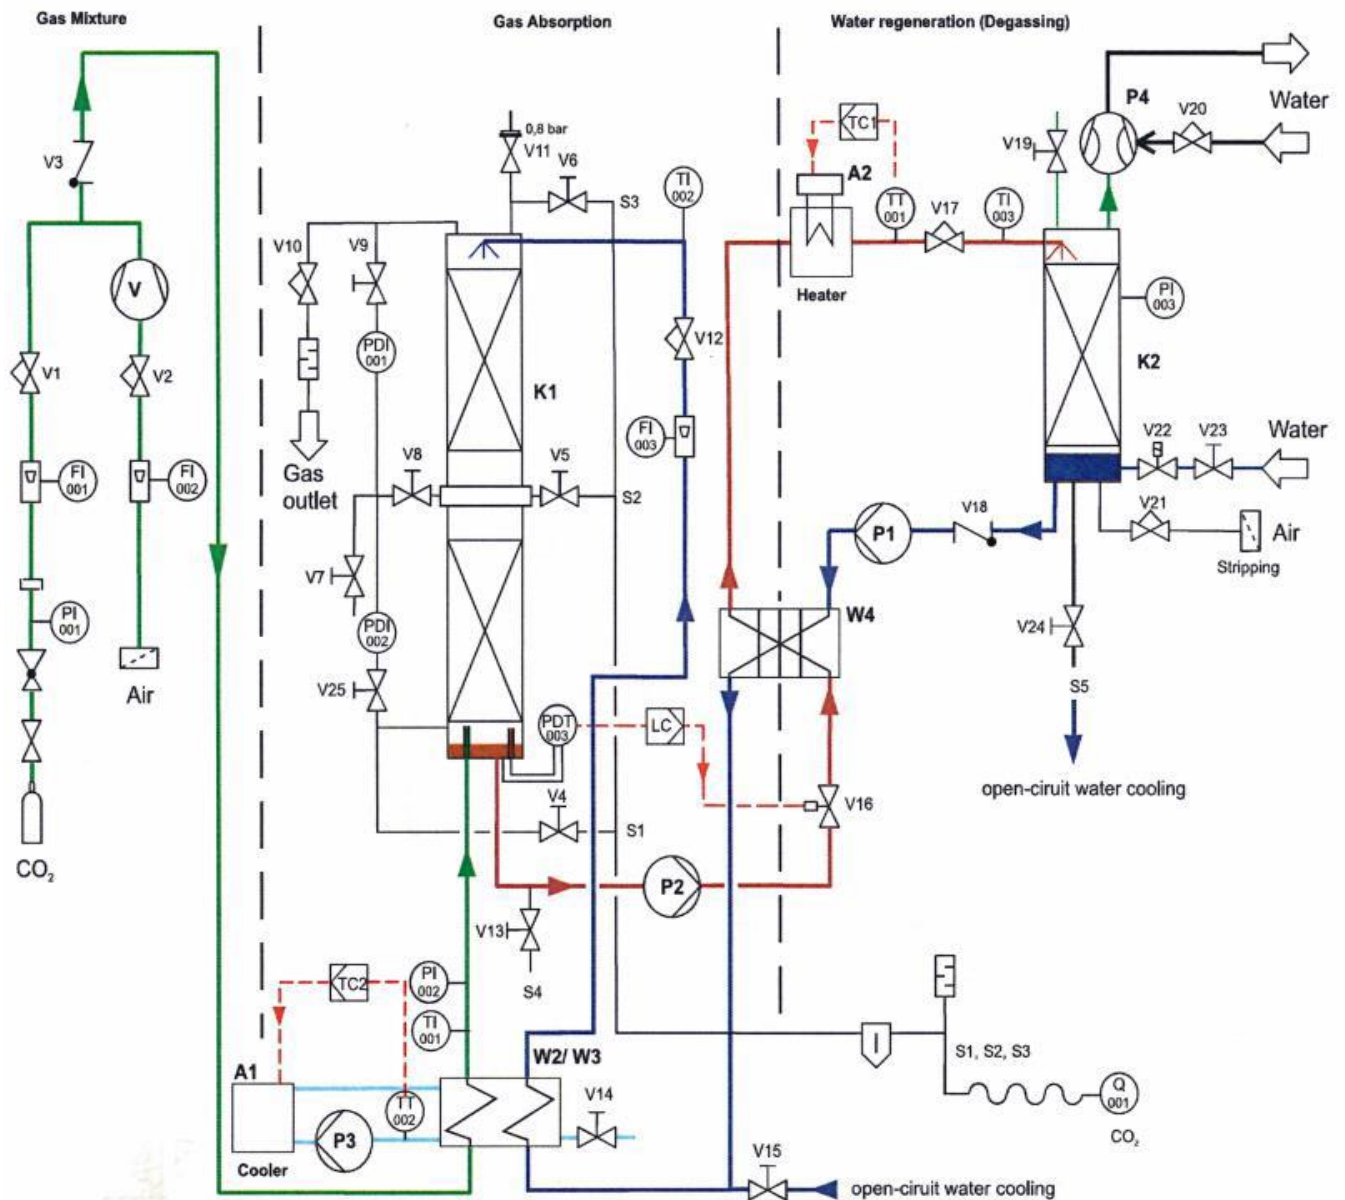 Gas Mixture
Gas Absorption
Water regeneration (Degassing)
V3
V
V1
V2
FI
001
FI
002
PI
001
Air
CO₂
0,8 bar
V11
V6
S3
TI
002
V10
V9
PDI
001
V12
K1
FI
003
Gas
outlet
V8
V5
S2
V7
PDI
002
V25
PDT
003
LC
V4
S1
V16
P2
V13
S4
TC2
PI
002
TI
001
A1
W2/ W3
TT
002
P3
V14
Cooler
V15
open-ciruit water cooling
TC1
A2
TT
001
V17
TI
003
Heater
V19
P4
V20
Water
PI
003
K2
V22
V23
Water
V18
P1
V21
Air
Stripping
W4
V24
S5
open-ciruit water cooling
S1, S2, S3
Q
001
CO₂